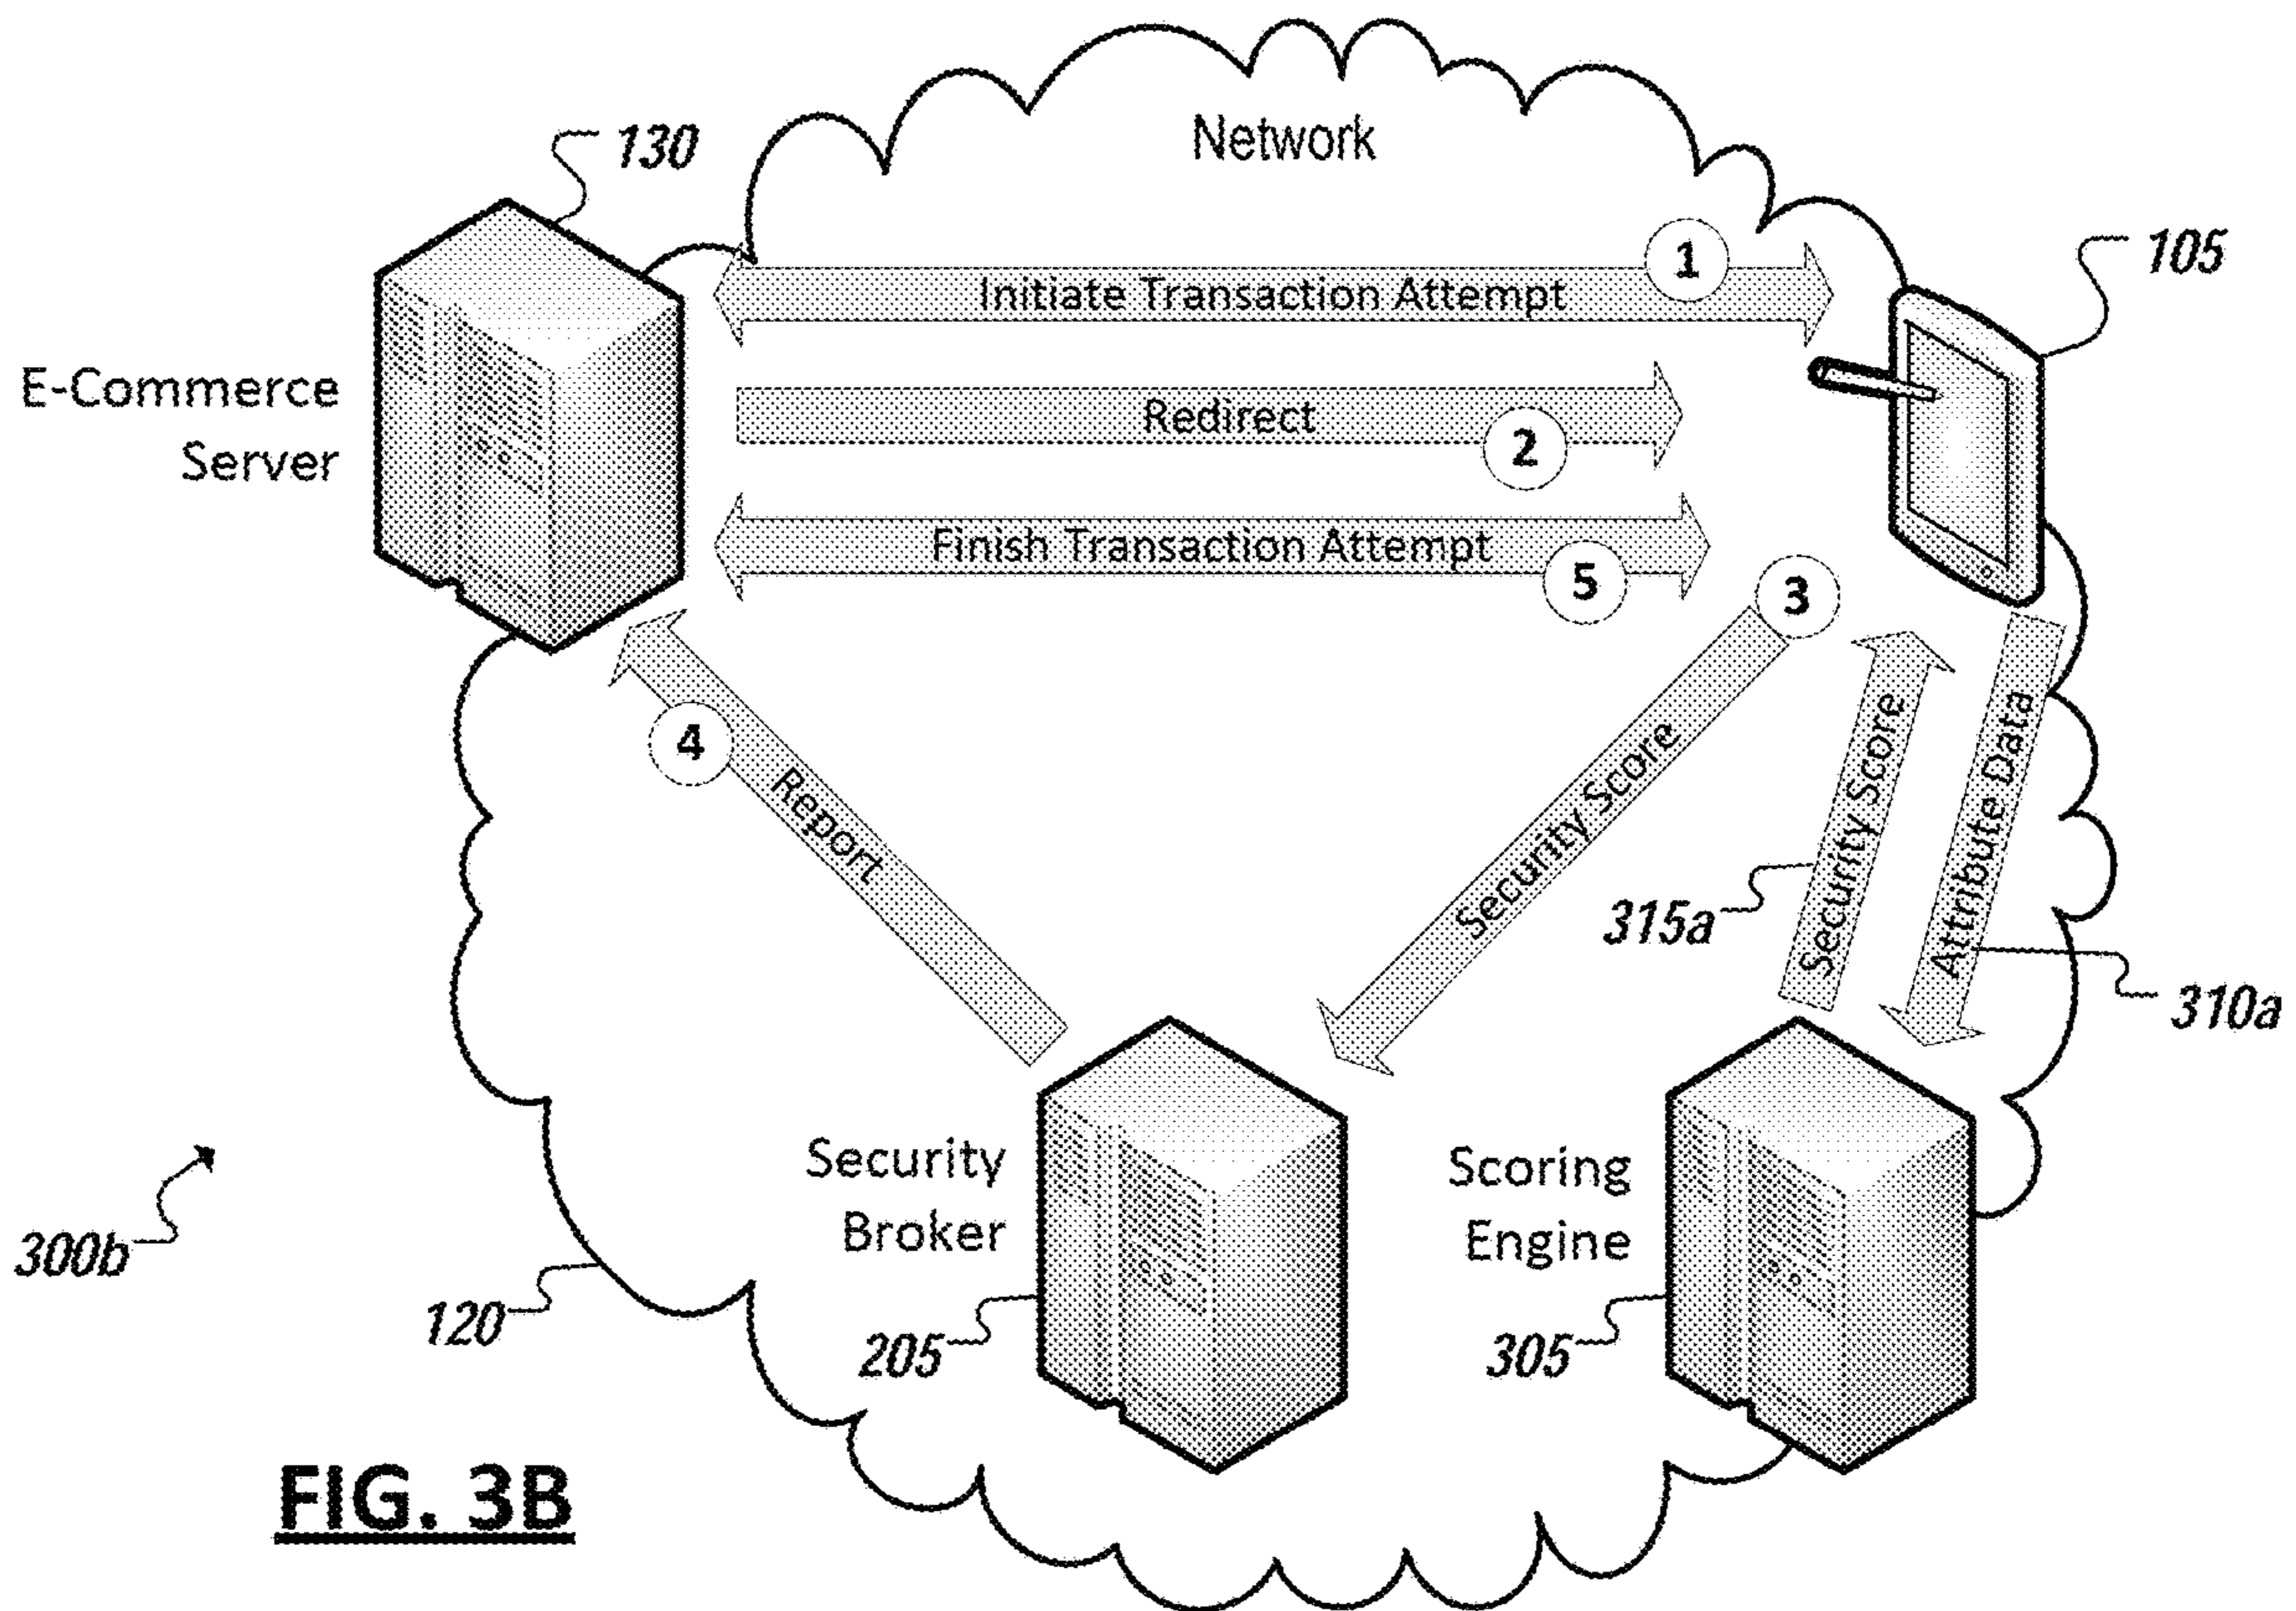 Network
130
105
1
Initiate Transaction Attempt
E-Commerce
Server
Redirect
2
Finish Transaction Attempt
5
3
4
Report
Security Score
Security Score
Attribute Data
315a
310a
Security
Broker
Scoring
Engine
300b
120
205
305
FIG. 3B